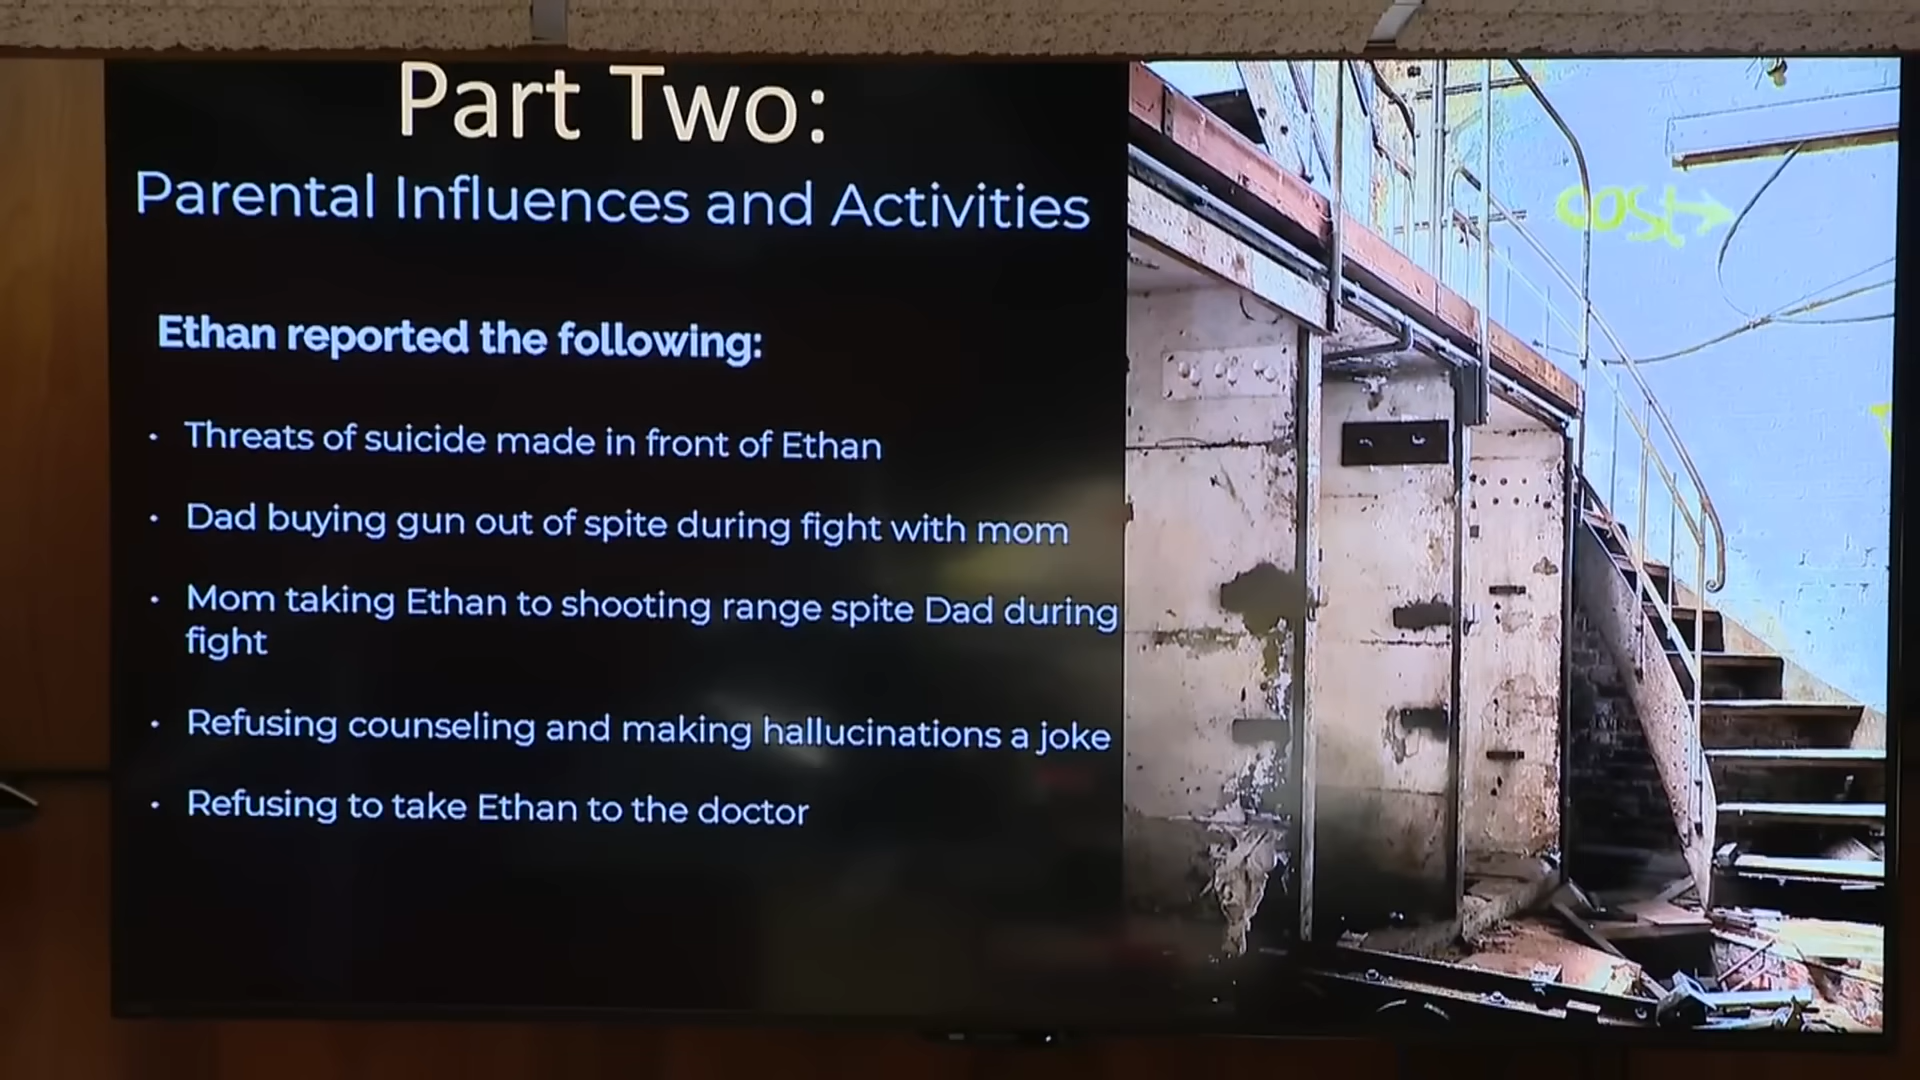 Part Two:
Parental Influences and Activities
Ethan reported the following:
• Threats of suicide made in front of Ethan
• Dad buying gun out of spite during fight with mom
• Mom taking Ethan to shooting range spite Dad during
fight
• Refusing counseling and making hallucinations a joke
• Refusing to take Ethan to the doctor
cost→